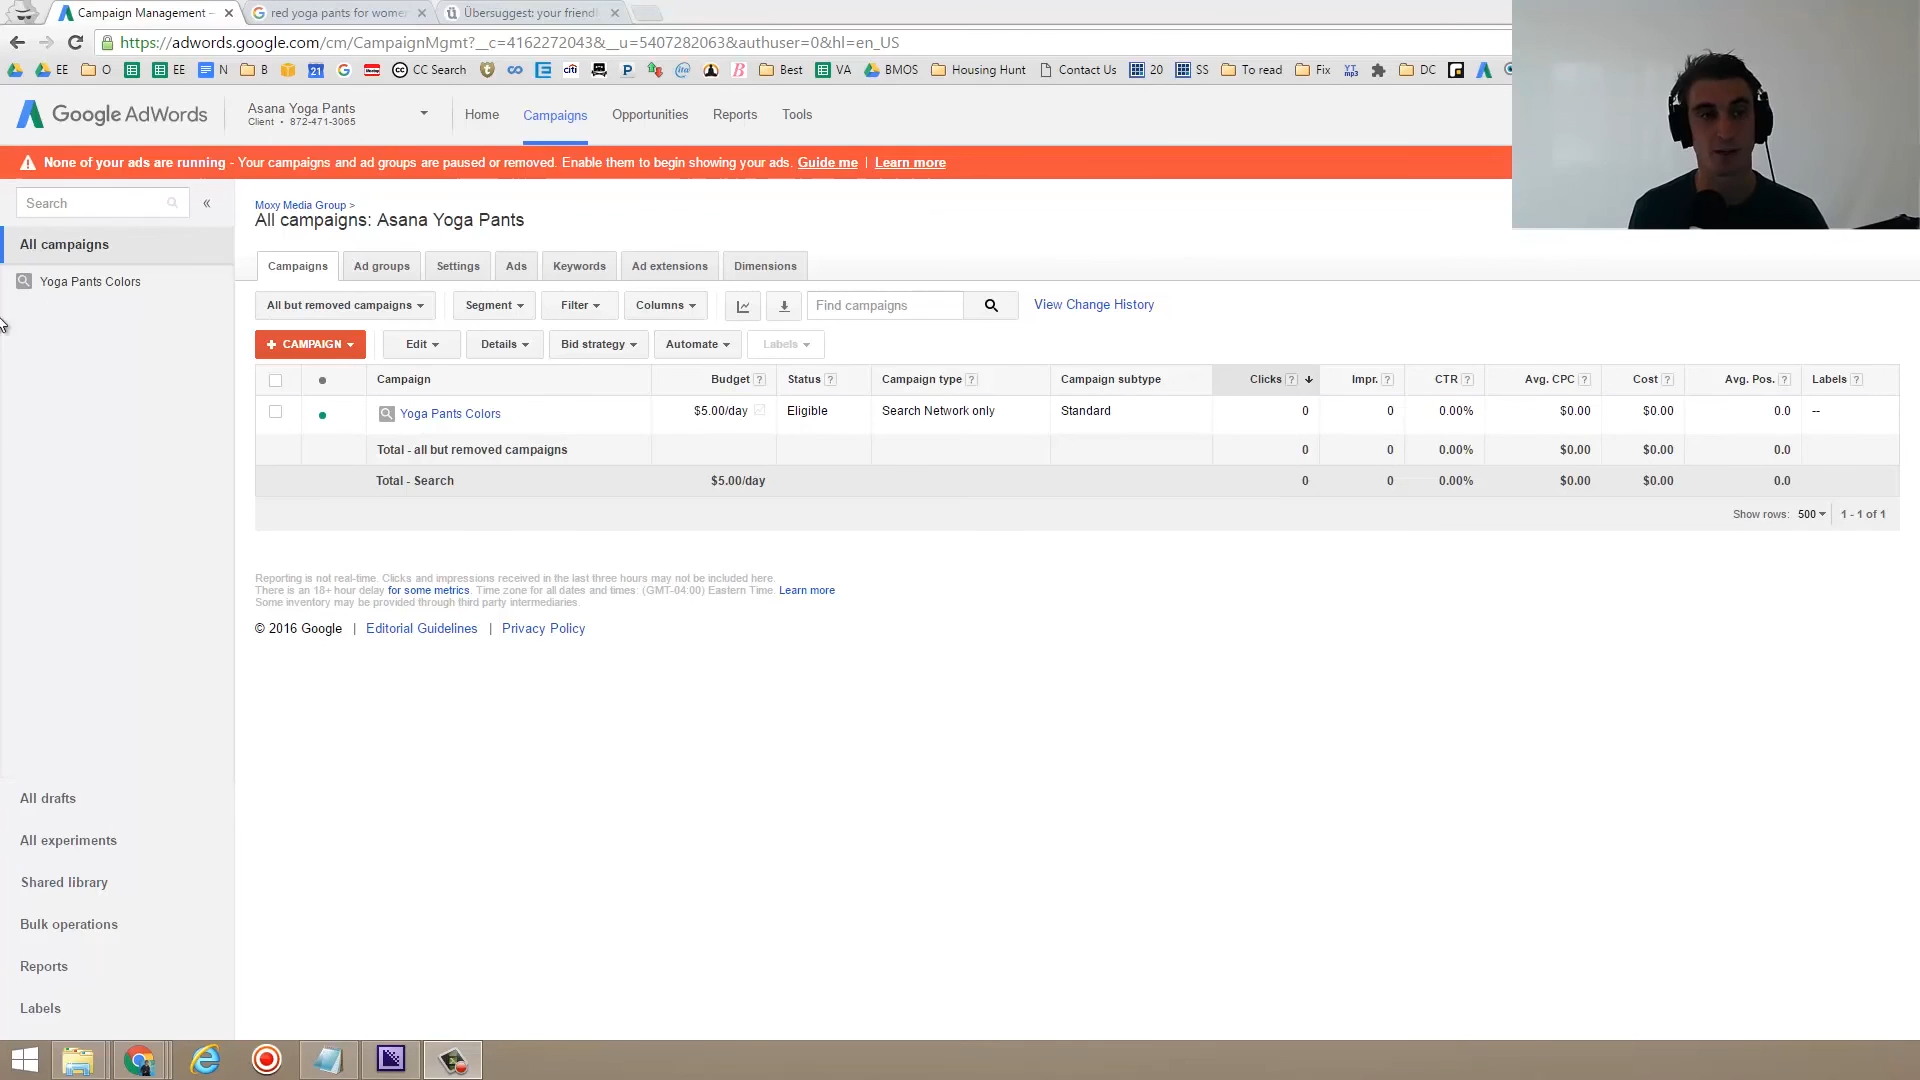 Campaign Management –
red yoga pants for wome
Übersuggest: your friendl
https://adwords.google.com/cm/CampaignMgmt?__c=4162272043&__u=5407282063&authuser=0&hl=en_US
EE
O
EE
N
B
21
citi
CC Search
Best
VA
BMOS
Housing Hunt
Contact Us
20
SS
To read
Fix
DC
Google AdWords
Asana Yoga Pants
Client • 872-471-3065
Home
Campaigns
Opportunities
Reports
Tools
None of your ads are running - Your campaigns and ad groups are paused or removed. Enable them to begin showing your ads. Guide me | Learn more
Search
«
All campaigns
Yoga Pants Colors
All drafts
All experiments
Shared library
Bulk operations
Reports
Labels
Moxy Media Group >
All campaigns: Asana Yoga Pants
Campaigns
Ad groups
Settings
Ads
Keywords
Ad extensions
Dimensions
All but removed campaigns
Segment
Filter
Columns
Find campaigns
View Change History
+ CAMPAIGN
Edit
Details
Bid strategy
Automate
Labels
Campaign Budget ? Status ? Campaign type ? Campaign subtype Clicks ? Impr. ? CTR ? Avg. CPC ? Cost ? Avg. Pos. ? Labels ?
Yoga Pants Colors $5.00/day Eligible Search Network only Standard 0 0 0.00% $0.00 $0.00 0.0 --
Total - all but removed campaigns 0 0 0.00% $0.00 $0.00 0.0
Total - Search $5.00/day 0 0 0.00% $0.00 $0.00 0.0
Show rows: 500 1 - 1 of 1
Reporting is not real-time. Clicks and impressions received in the last three hours may not be included here.
There is an 18+ hour delay for some metrics. Time zone for all dates and times: (GMT-04:00) Eastern Time. Learn more
Some inventory may be provided through third party intermediaries.
© 2016 Google | Editorial Guidelines | Privacy Policy